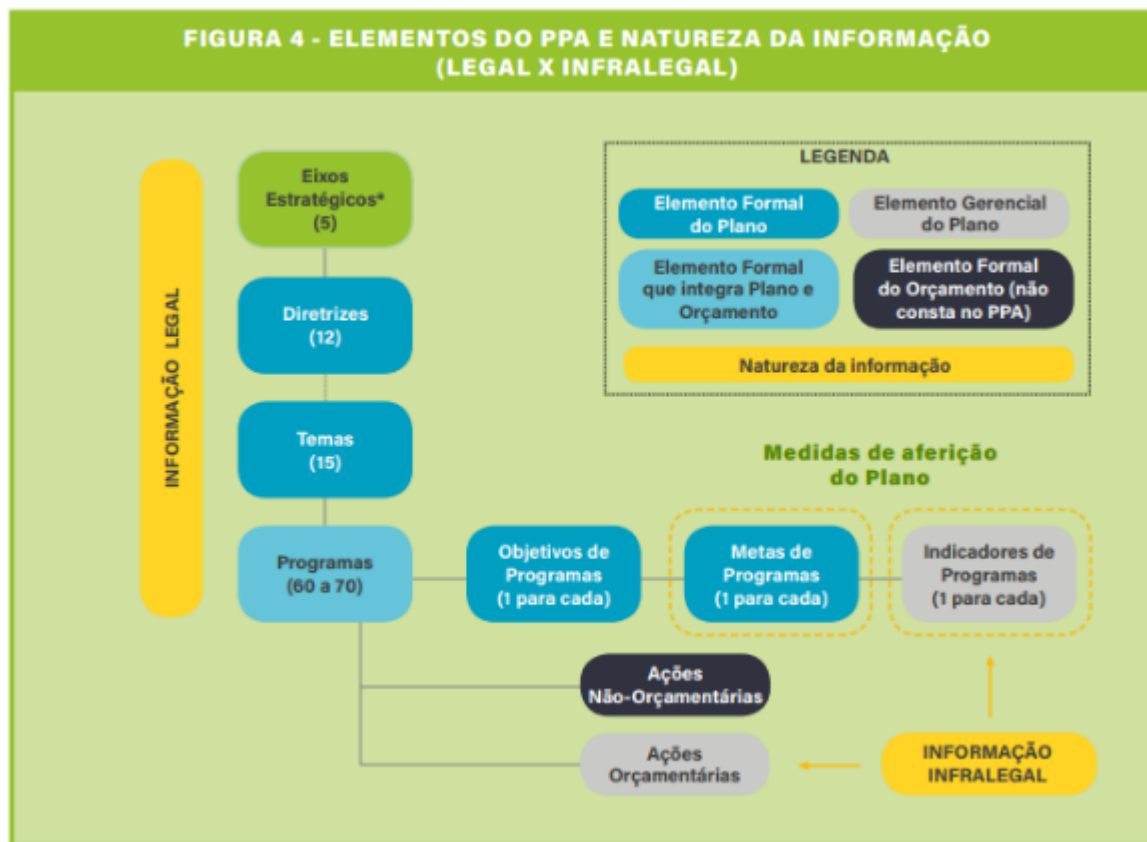 FIGURA 4 - ELEMENTOS DO PPA E NATUREZA DA INFORMAÇÃO
(LEGAL X INFRALEGAL)
INFORMAÇÃO LEGAL
Eixos
Estratégicos*
(5)
Diretrizes
(12)
Temas
(15)
Programas
(60 a 70)
LEGENDA
Elemento Formal
do Plano
Elemento Gerencial
do Plano
Elemento Formal
que integra Plano e
Orçamento
Elemento Formal
do Orçamento (não
consta no PPA)
Natureza da informação
Medidas de aferição
do Plano
Objetivos de
Programas
(1 para cada)
Metas de
Programas
(1 para cada)
Indicadores de
Programas
(1 para cada)
Ações
Não-Orçamentárias
Ações
Orçamentárias
INFORMAÇÃO
INFRALEGAL